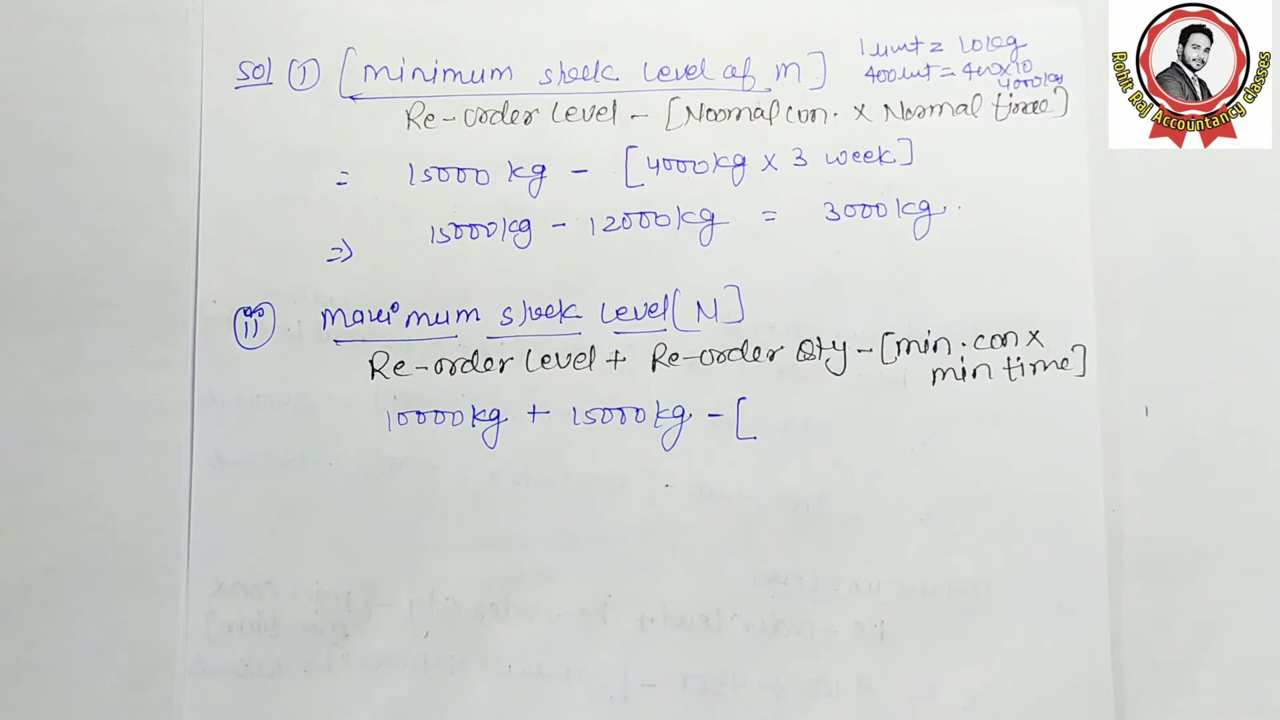 Sol ① [minimum stock level of m]
1 unit = 10 kg
400 unit = 400 x 10
4000 kg
Re-order Level - [Normal con. x Normal time]
= 15000 kg - [4000 kg x 3 week]
⇒ 15000 kg - 12000 kg = 3000 kg.
(ii) maximum stock Level [N]
Re-order Level + Re-order Qty - [min. con x
min time]
10000 kg + 15000 kg - [
Rohit Raj Accountancy classes